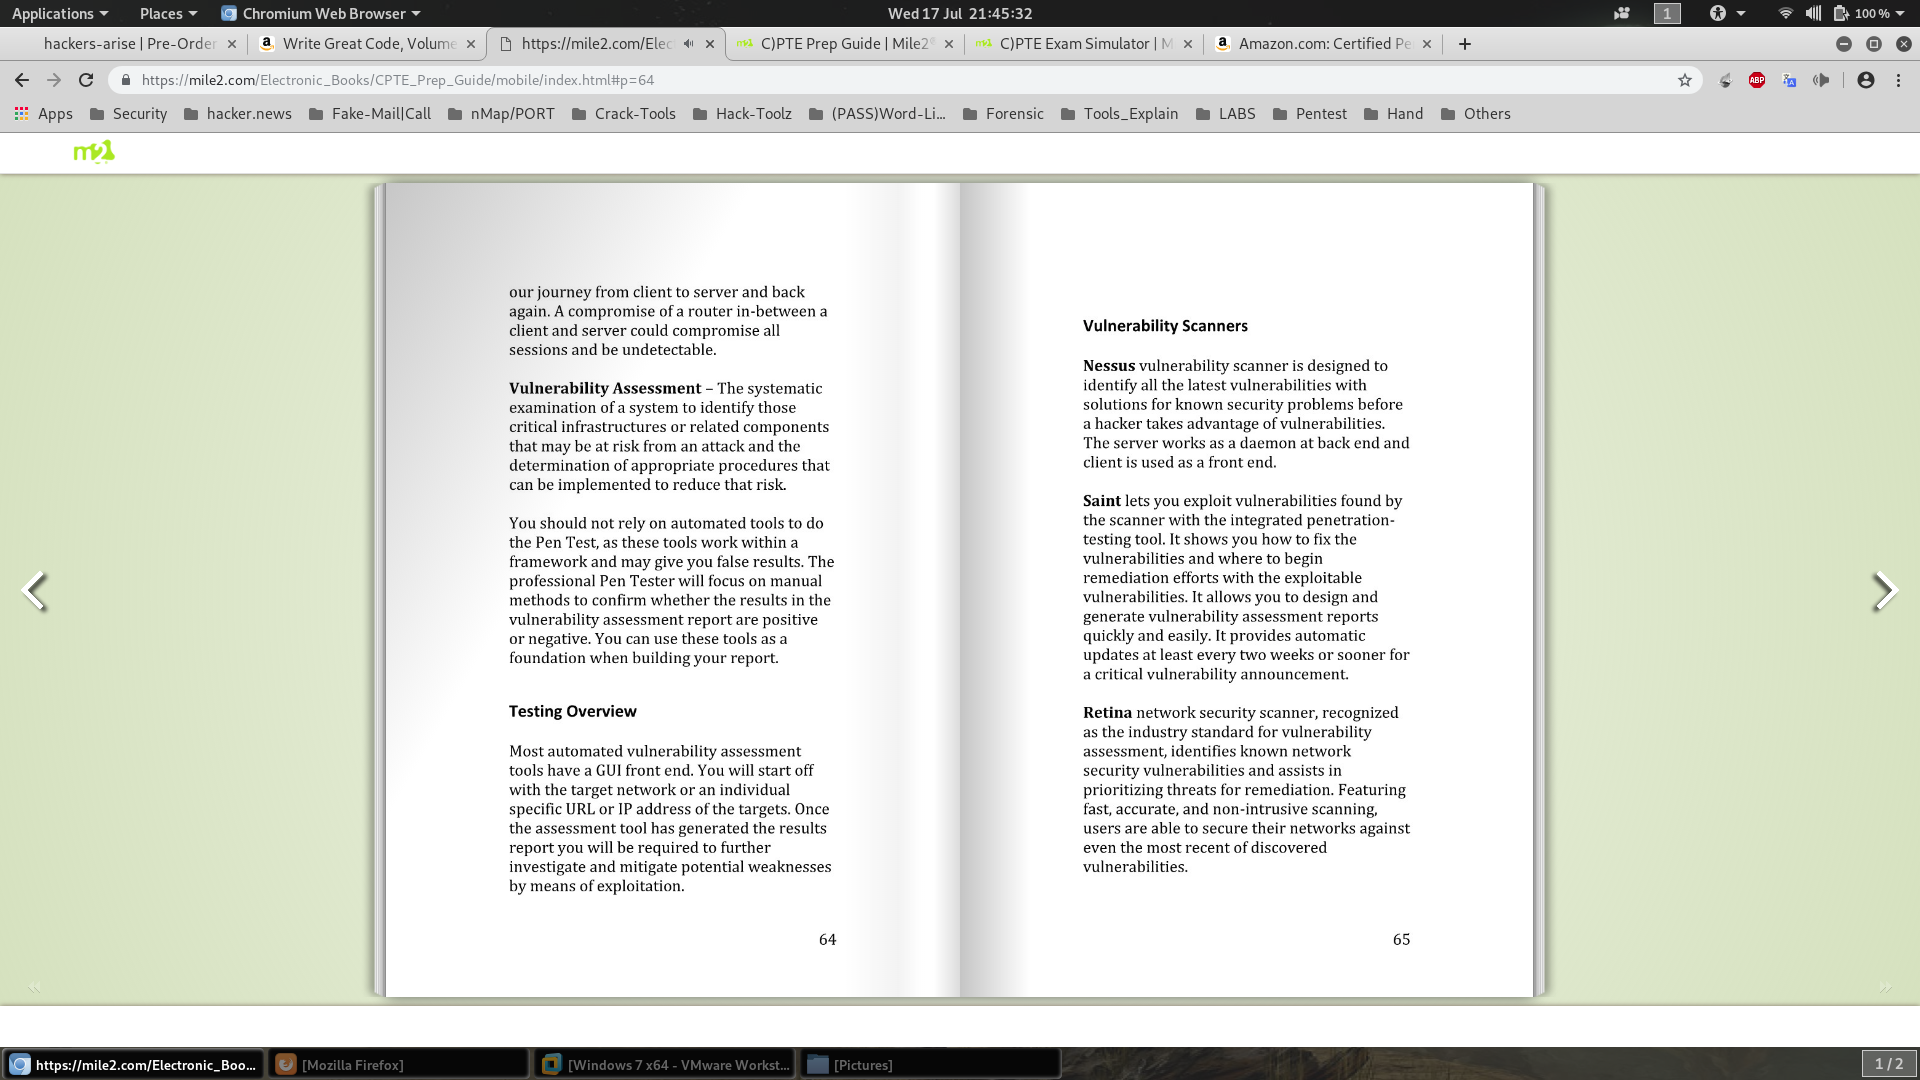 Applications
Places
Chromium Web Browser
Wed 17 Jul 21:45:32
1
100 %
hackers-arise | Pre-Order
Write Great Code, Volume
https://mile2.com/Elec
C)PTE Prep Guide | Mile2
C)PTE Exam Simulator | M
Amazon.com: Certified Pe
https://mile2.com/Electronic_Books/CPTE_Prep_Guide/mobile/index.html#p=64
ABP
Apps
Security
hacker.news
Fake-Mail|Call
nMap/PORT
Crack-Tools
Hack-Toolz
(PASS)Word-Li...
Forensic
Tools_Explain
LABS
Pentest
Hand
Others
m2
our journey from client to server and back
again. A compromise of a router in-between a
client and server could compromise all
sessions and be undetectable.
Vulnerability Assessment – The systematic
examination of a system to identify those
critical infrastructures or related components
that may be at risk from an attack and the
determination of appropriate procedures that
can be implemented to reduce that risk.
You should not rely on automated tools to do
the Pen Test, as these tools work within a
framework and may give you false results. The
professional Pen Tester will focus on manual
methods to confirm whether the results in the
vulnerability assessment report are positive
or negative. You can use these tools as a
foundation when building your report.
Testing Overview
Most automated vulnerability assessment
tools have a GUI front end. You will start off
with the target network or an individual
specific URL or IP address of the targets. Once
the assessment tool has generated the results
report you will be required to further
investigate and mitigate potential weaknesses
by means of exploitation.
64
Vulnerability Scanners
Nessus vulnerability scanner is designed to
identify all the latest vulnerabilities with
solutions for known security problems before
a hacker takes advantage of vulnerabilities.
The server works as a daemon at back end and
client is used as a front end.
Saint lets you exploit vulnerabilities found by
the scanner with the integrated penetration-
testing tool. It shows you how to fix the
vulnerabilities and where to begin
remediation efforts with the exploitable
vulnerabilities. It allows you to design and
generate vulnerability assessment reports
quickly and easily. It provides automatic
updates at least every two weeks or sooner for
a critical vulnerability announcement.
Retina network security scanner, recognized
as the industry standard for vulnerability
assessment, identifies known network
security vulnerabilities and assists in
prioritizing threats for remediation. Featuring
fast, accurate, and non-intrusive scanning,
users are able to secure their networks against
even the most recent of discovered
vulnerabilities.
65
https://mile2.com/Electronic_Boo...
[Mozilla Firefox]
[Windows 7 x64 - VMware Workst...
[Pictures]
1 / 2